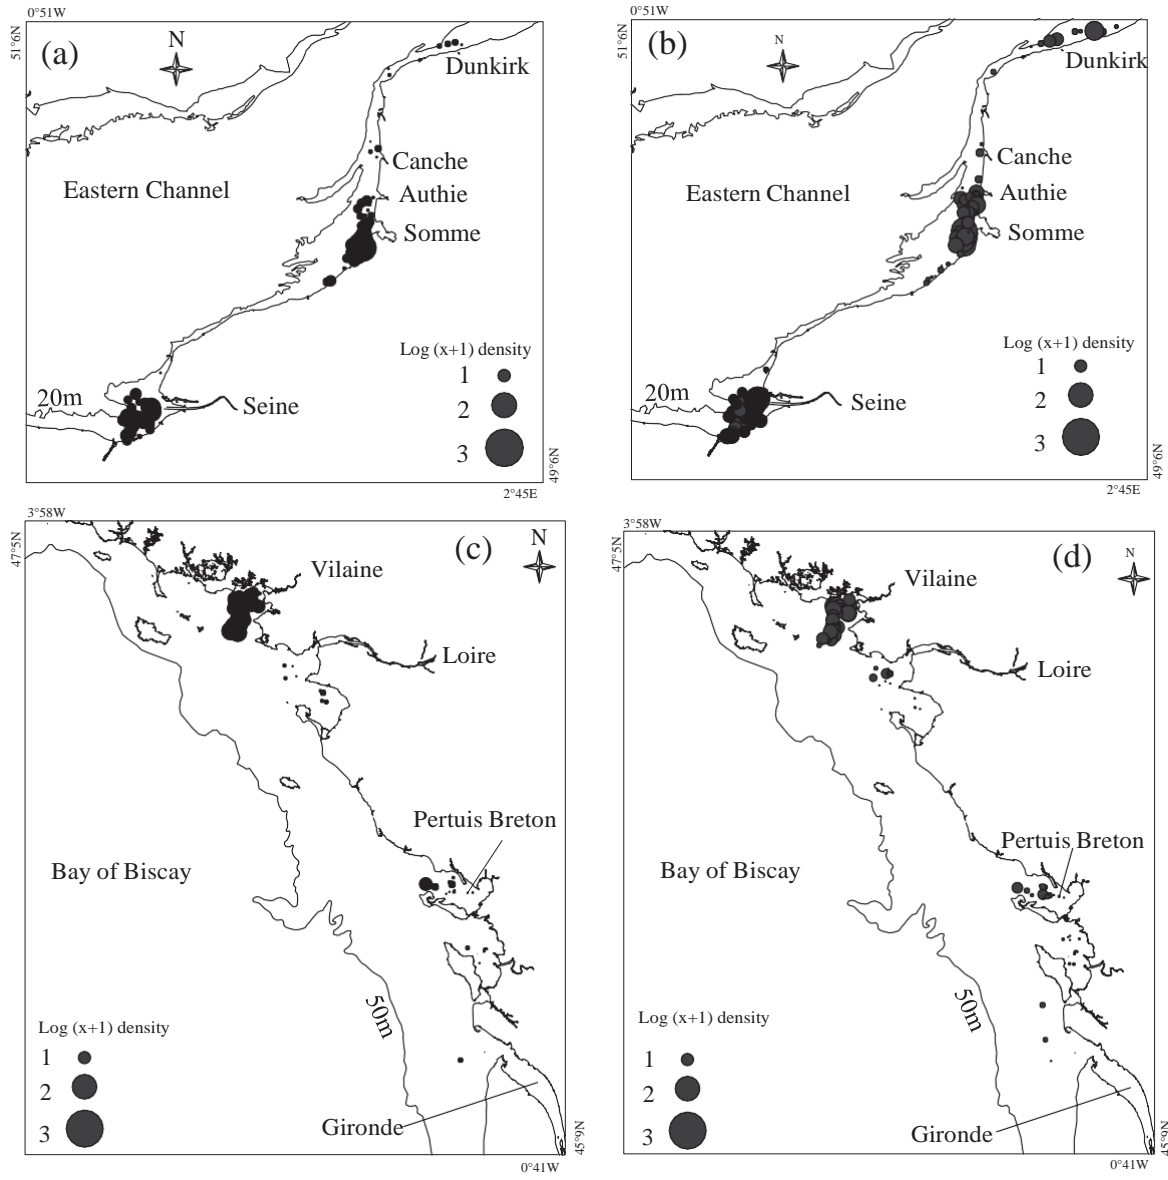 0°51W
51°6N
(a)
N
Dunkirk
Canche
Eastern Channel
Authie
Somme
Log (x+1) density
1
20m
2
Seine
3
49°6N
2°45E
0°51W
51°6N
(b)
N
Dunkirk
Canche
Eastern Channel
Authie
Somme
Log (x+1) density
1
20m
2
Seine
3
49°6N
2°45E
3°58W
47°5N
(c)
N
Vilaine
Loire
Pertuis Breton
Bay of Biscay
50m
Log (x+1) density
1
2
3
Gironde
45°9N
0°41W
3°58W
47°5N
(d)
N
Vilaine
Loire
Pertuis Breton
Bay of Biscay
50m
Log (x+1) density
1
2
3
Gironde
45°9N
0°41W